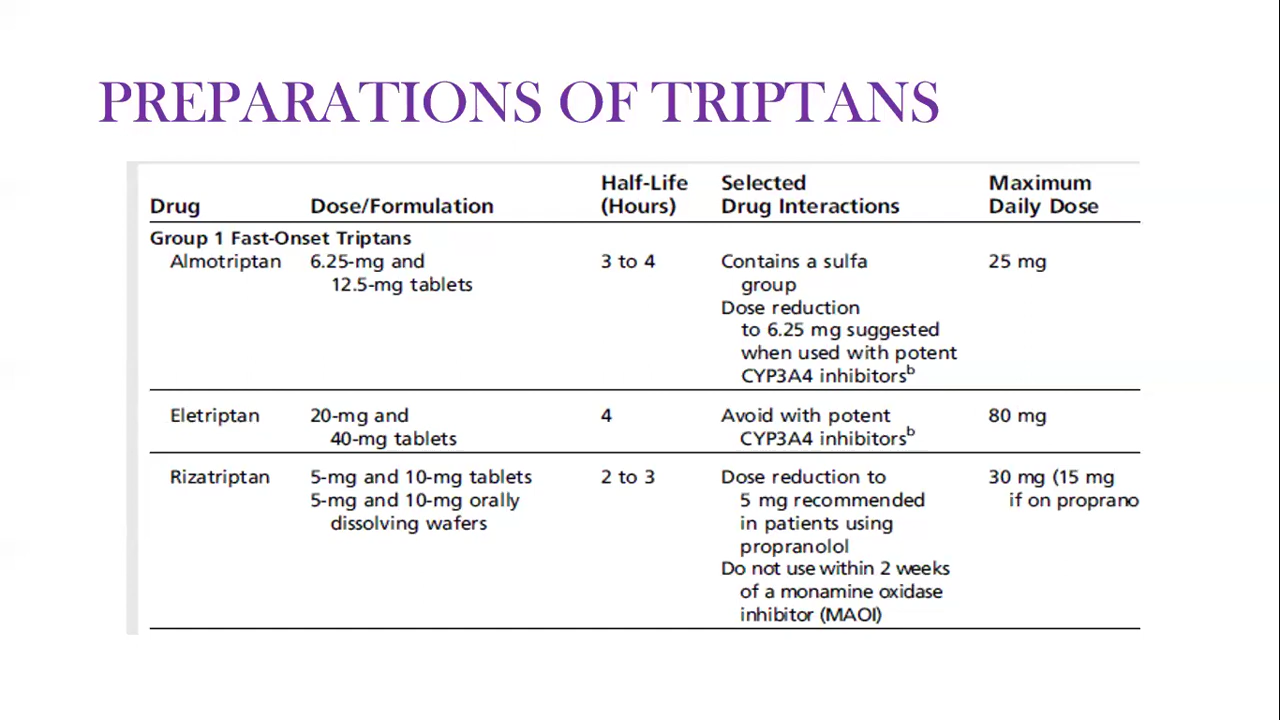 PREPARATIONS OF TRIPTANS
Half-Life Selected Maximum
Drug Dose/Formulation (Hours) Drug Interactions Daily Dose
Group 1 Fast-Onset Triptans
Almotriptan 6.25-mg and 3 to 4 Contains a sulfa 25 mg
12.5-mg tablets group
Dose reduction
to 6.25 mg suggested
when used with potent
CYP3A4 inhibitorsb
Eletriptan 20-mg and 4 Avoid with potent 80 mg
40-mg tablets CYP3A4 inhibitorsb
Rizatriptan 5-mg and 10-mg tablets 2 to 3 Dose reduction to 30 mg (15 mg
5-mg and 10-mg orally 5 mg recommended if on proprano
dissolving wafers in patients using
propranolol
Do not use within 2 weeks
of a monamine oxidase
inhibitor (MAOI)